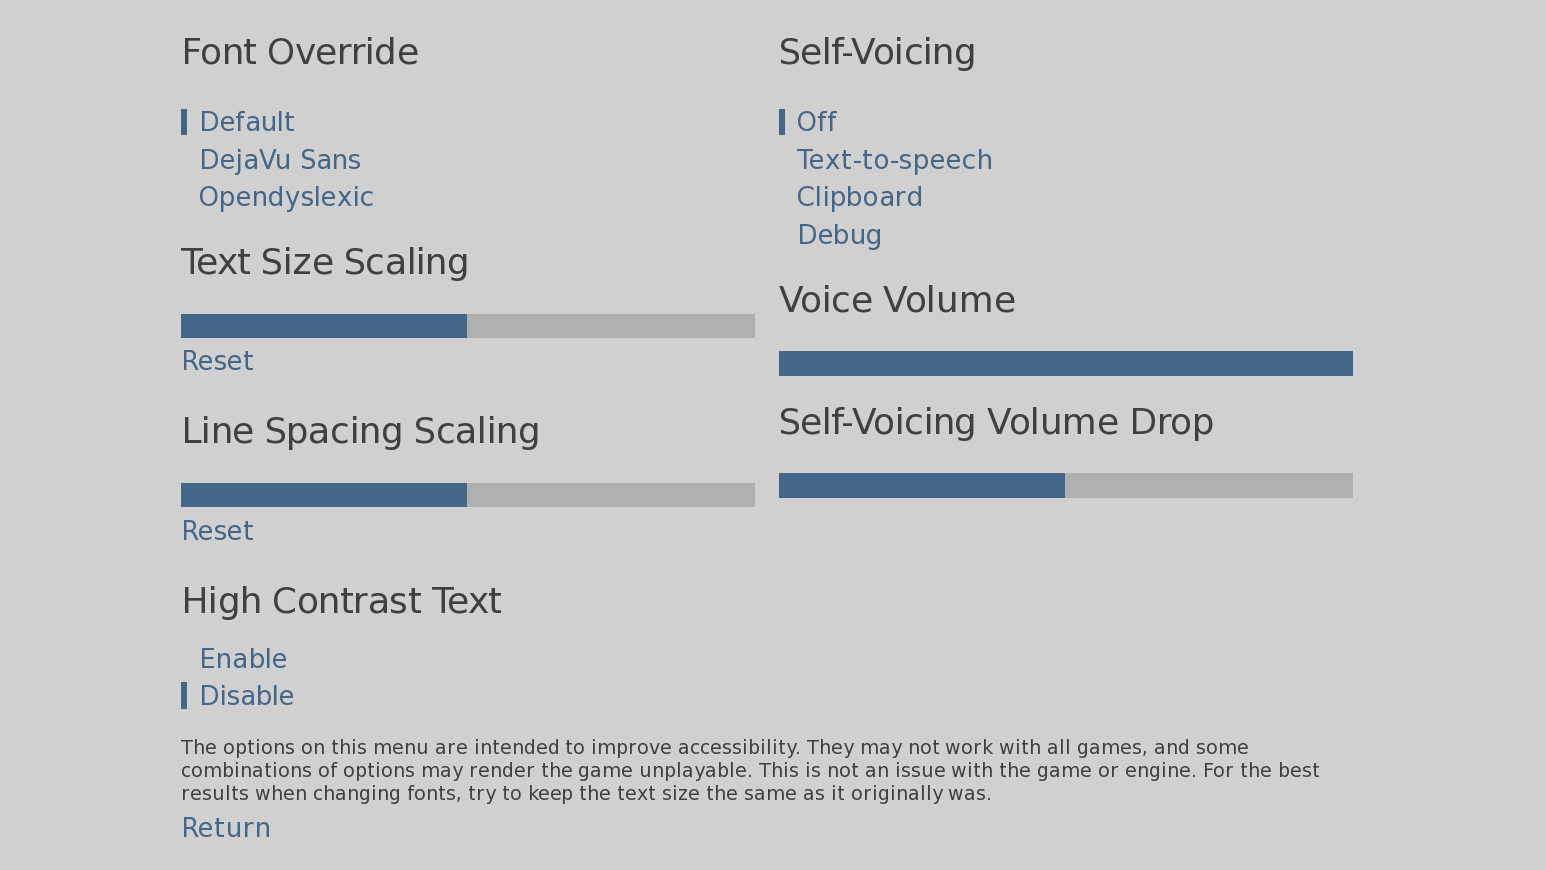 Font Override
Default
DejaVu Sans
Opendyslexic
Text Size Scaling
Reset
Line Spacing Scaling
Reset
High Contrast Text
Enable
Disable
Self-Voicing
Off
Text-to-speech
Clipboard
Debug
Voice Volume
Self-Voicing Volume Drop
The options on this menu are intended to improve accessibility. They may not work with all games, and some
combinations of options may render the game unplayable. This is not an issue with the game or engine. For the best
results when changing fonts, try to keep the text size the same as it originally was.
Return